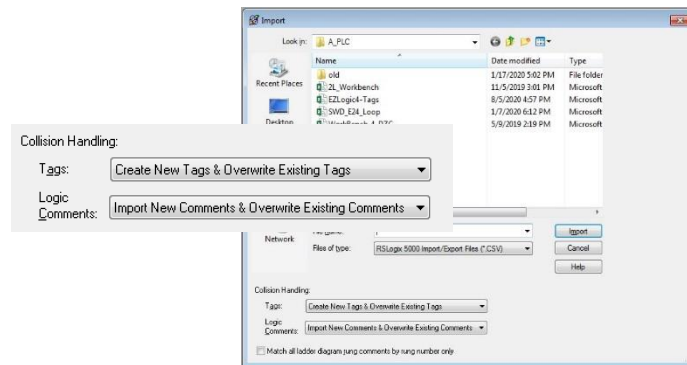 Import
Look in: A_PLC
Name Date modified Type
old 1/17/2020 5:02 PM File folder
2L_Workbench 11/5/2019 3:01 PM Microsoft
EZLogic4-Tags 8/5/2020 4:57 PM Microsoft
SWD_E24_Loop 1/7/2020 6:12 PM Microsoft
5/9/2019 2:19 PM Microsoft
Recent Places
Desktop
Collision Handling:
Tags: Create New Tags & Overwrite Existing Tags
Logic
Comments: Import New Comments & Overwrite Existing Comments
Network
Import
Files of type: RSLogix 5000 Import/Export Files (*.CSV) Cancel
Help
Collision Handling:
Tags: Create New Tags & Overwrite Existing Tags
Logic
Comments: Import New Comments & Overwrite Existing Comments
Match all ladder diagram rung comments by rung number only